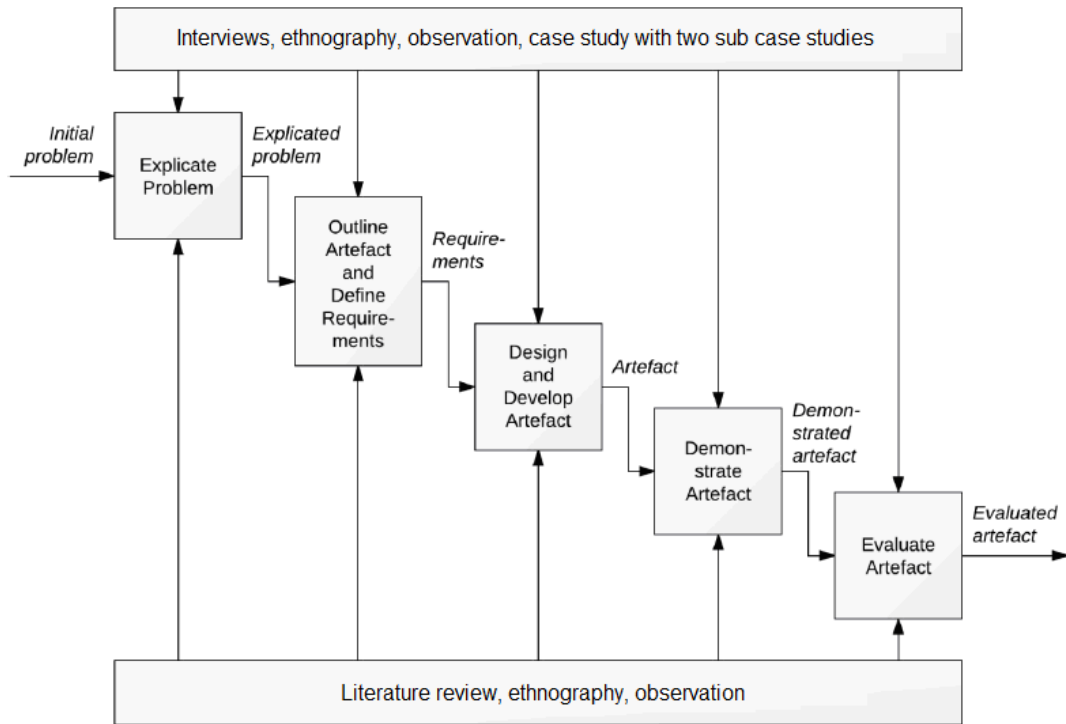 Interviews, ethnography, observation, case study with two sub case studies
Initial
problem
Explicate
Problem
Explicated
problem
Outline
Artefact
and
Define
Require-
ments
Require-
ments
Design
and
Develop
Artefact
Artefact
Demon-
strate
Artefact
Demon-
strated
artefact
Evaluate
Artefact
Evaluated
artefact
Literature review, ethnography, observation